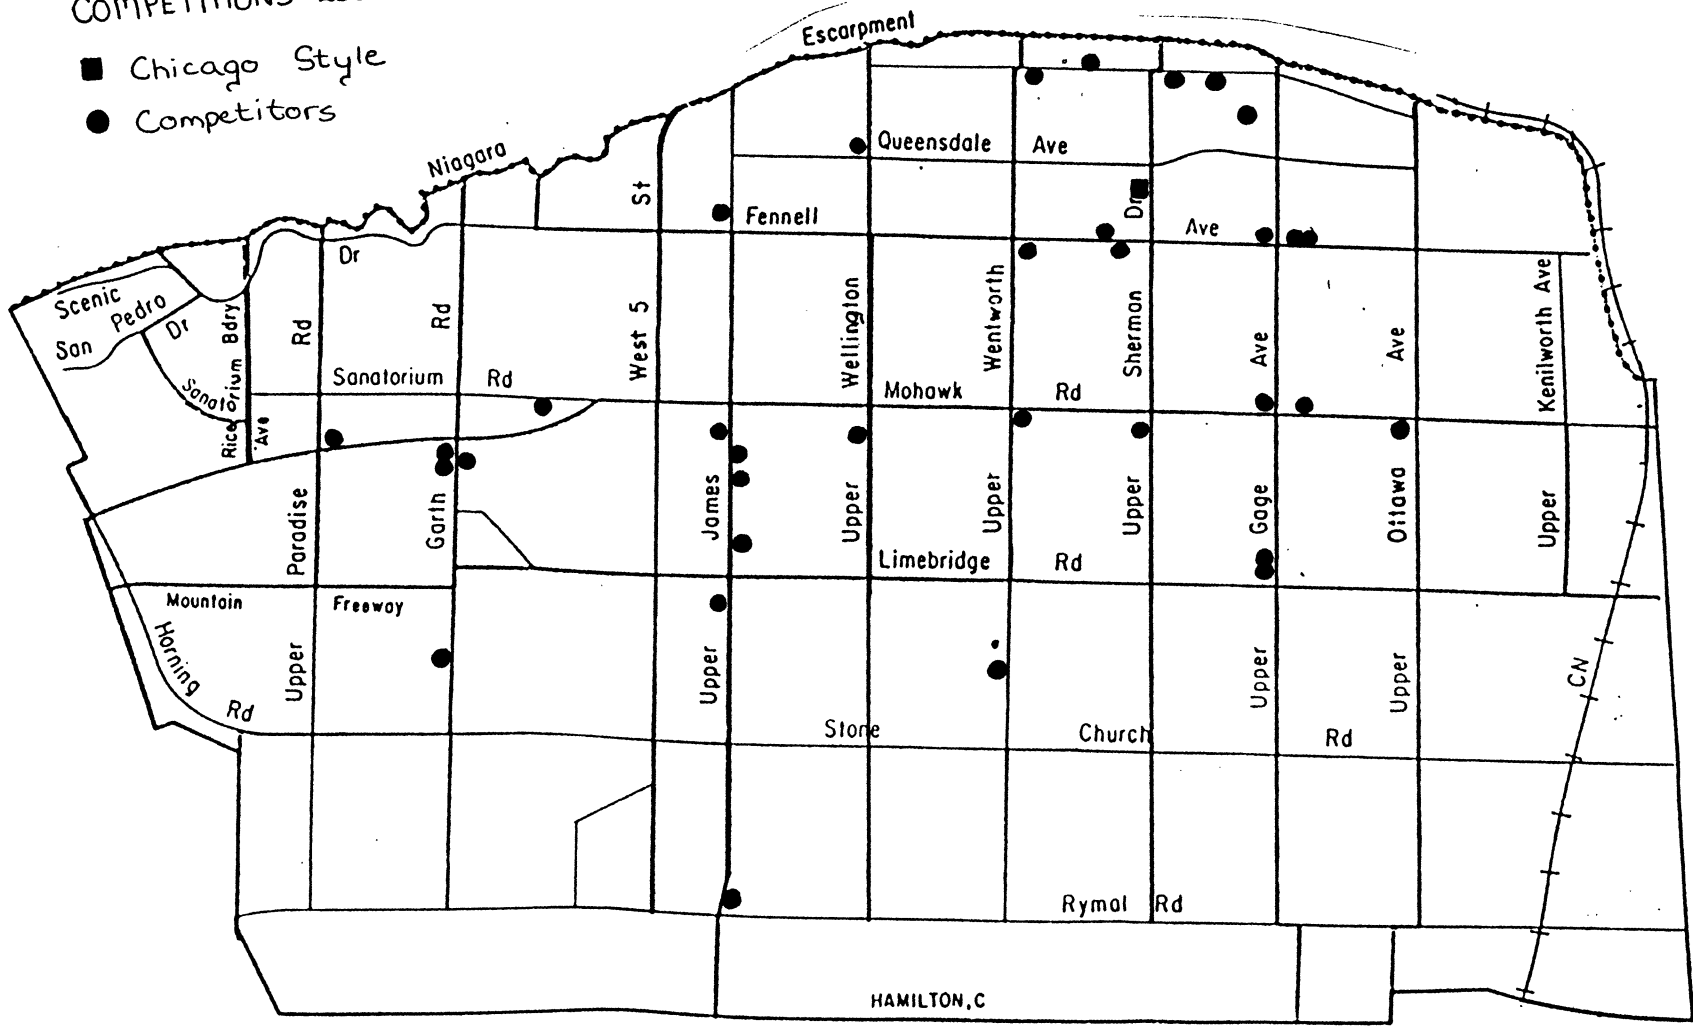 COMPETITIONS
Chicago Style
Competitors
Escarpment
Niagara
Queensdale Ave
St
Fennell Ave
Dr
Dr
Scenic
San Pedro Dr
Sanatorium
Bdry
Rice Ave
Rd
Rd
West 5
Wellington
Wentworth
Sherman
Ave
Ave
Kenilworth Ave
Sanatorium Rd
Mohawk Rd
Paradise
Garth
James
Upper
Upper
Upper
Gage
Ottawa
Upper
Limebridge Rd
Mountain Freeway
Horning Rd
Upper
Upper
Upper
Upper
CN
Stone Church Rd
Rymal Rd
HAMILTON, C